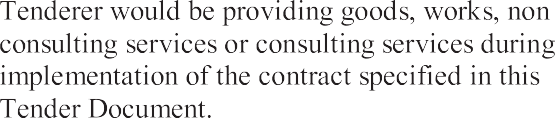 Tenderer would be providing goods, works, non
consulting services or consulting services during
implementation of the contract specified in this
Tender Document.